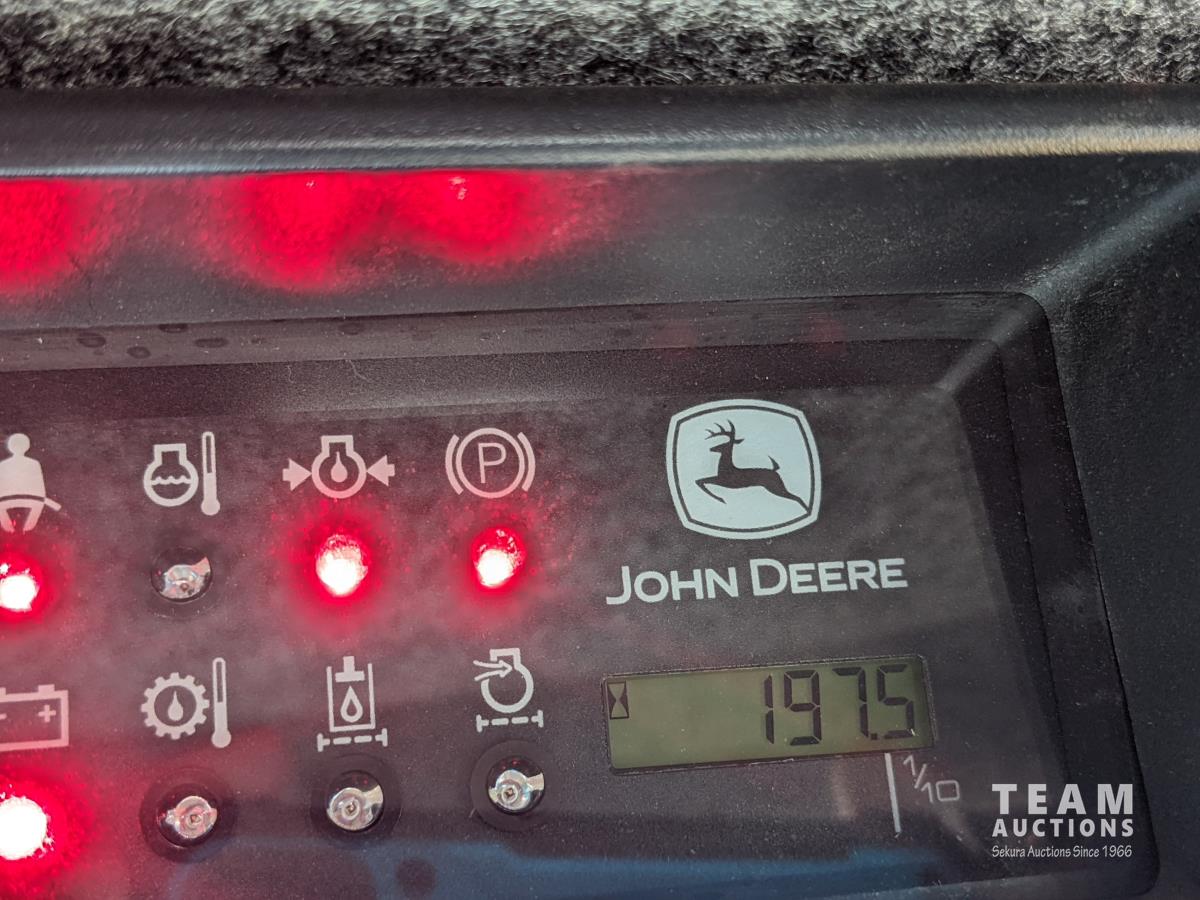 P
JOHN DEERE
197.5
1/10
TEAM
AUCTIONS
Sekura Auctions Since 1966